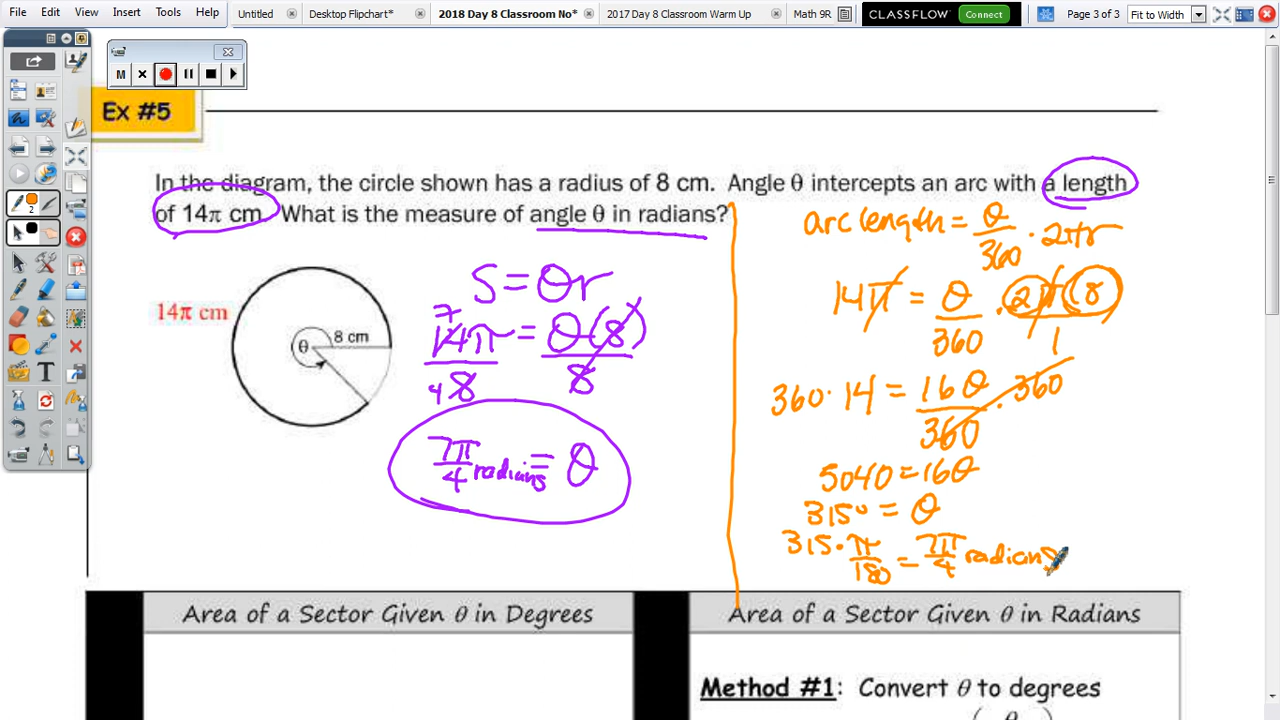 File Edit View Insert Tools Help
Untitled Desktop Flipchart* 2018 Day 8 Classroom No* 2017 Day 8 Classroom Warm Up Math 9R
CLASSFLOW Connect Page 3 of 3 Fit to Width
M
Ex #5
In the diagram, the circle shown has a radius of 8 cm. Angle θ intercepts an arc with a length
of 14π cm. What is the measure of angle θ in radians?
14π cm
θ
8 cm
S = θr
7
14π = θ(8)
4 8 8
7π/4 radians = θ
arc length = θ/360 · 2πr
14π = θ/360 · 2π(8)/1
360 · 14 = 16θ/360 · 360
5040 = 16θ
315° = θ
315 · π/180 = 7π/4 radians
Area of a Sector Given θ in Degrees
Area of a Sector Given θ in Radians
Method #1: Convert θ to degrees
2
T